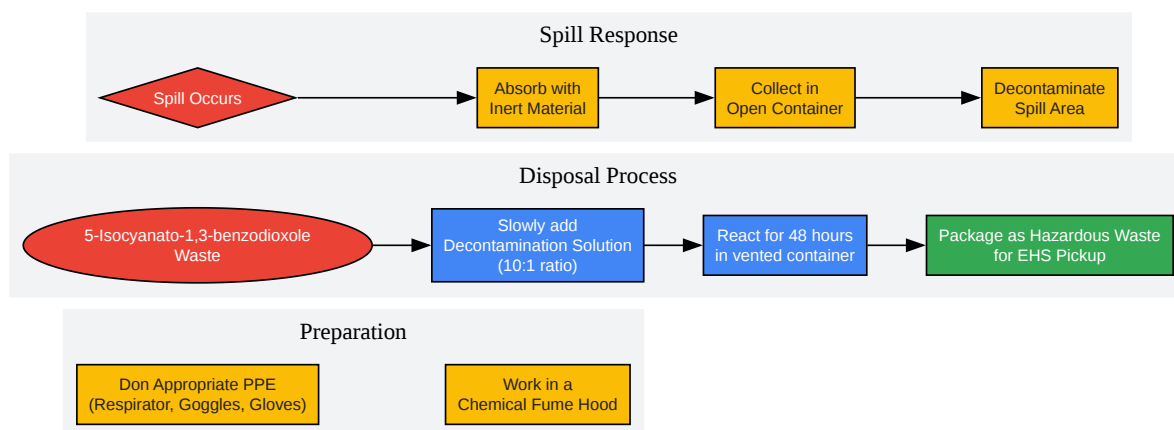 Spill Response
Spill Occurs
Absorb with
Inert Material
Collect in
Open Container
Decontaminate
Spill Area
Disposal Process
5-Isocyanato-1,3-benzodioxole
Waste
Slowly add
Decontamination Solution
(10:1 ratio)
React for 48 hours
in vented container
Package as Hazardous Waste
for EHS Pickup
Preparation
Don Appropriate PPE
(Respirator, Goggles, Gloves)
Work in a
Chemical Fume Hood